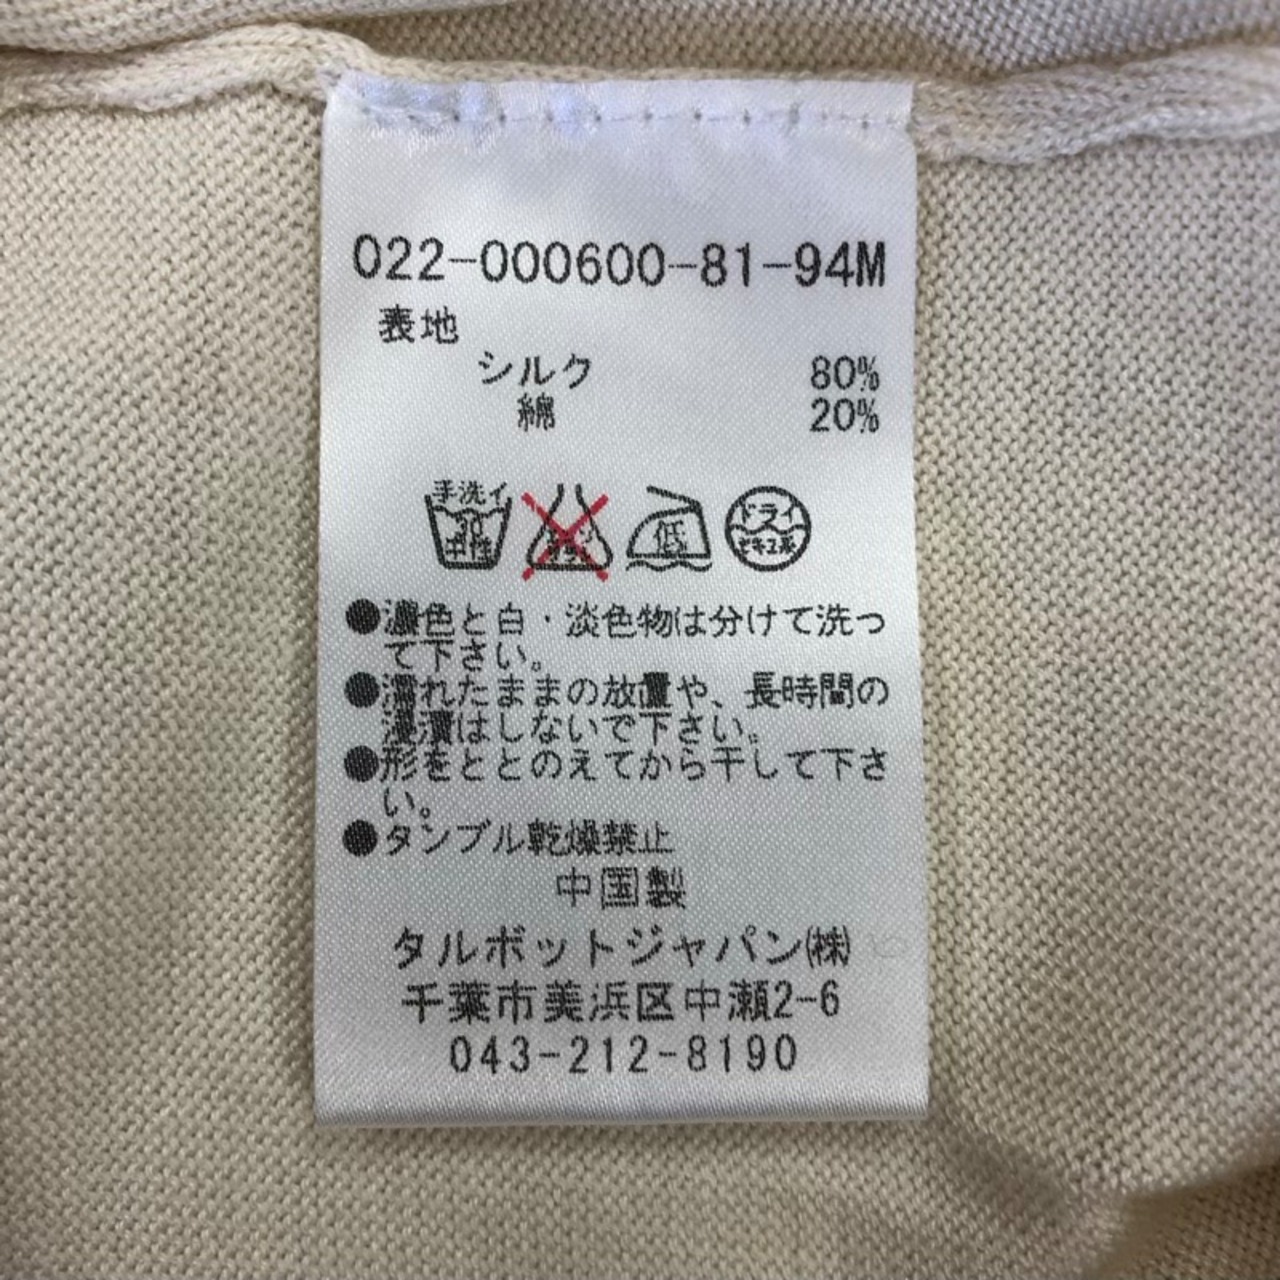 022-000600-81-94M
表地
シルク 80%
綿 20%
手洗イ
30
中性
エンソ
サラシ
低
ドライ
セキユ系
●濃色と白・淡色物は分けて洗っ
て下さい。
●濡れたままの放置や、長時間の
浸漬はしないで下さい。
●形をととのえてから干して下さ
い。
●タンブル乾燥禁止
中国製
タルボットジャパン㈱
千葉市美浜区中瀬2-6
043-212-8190